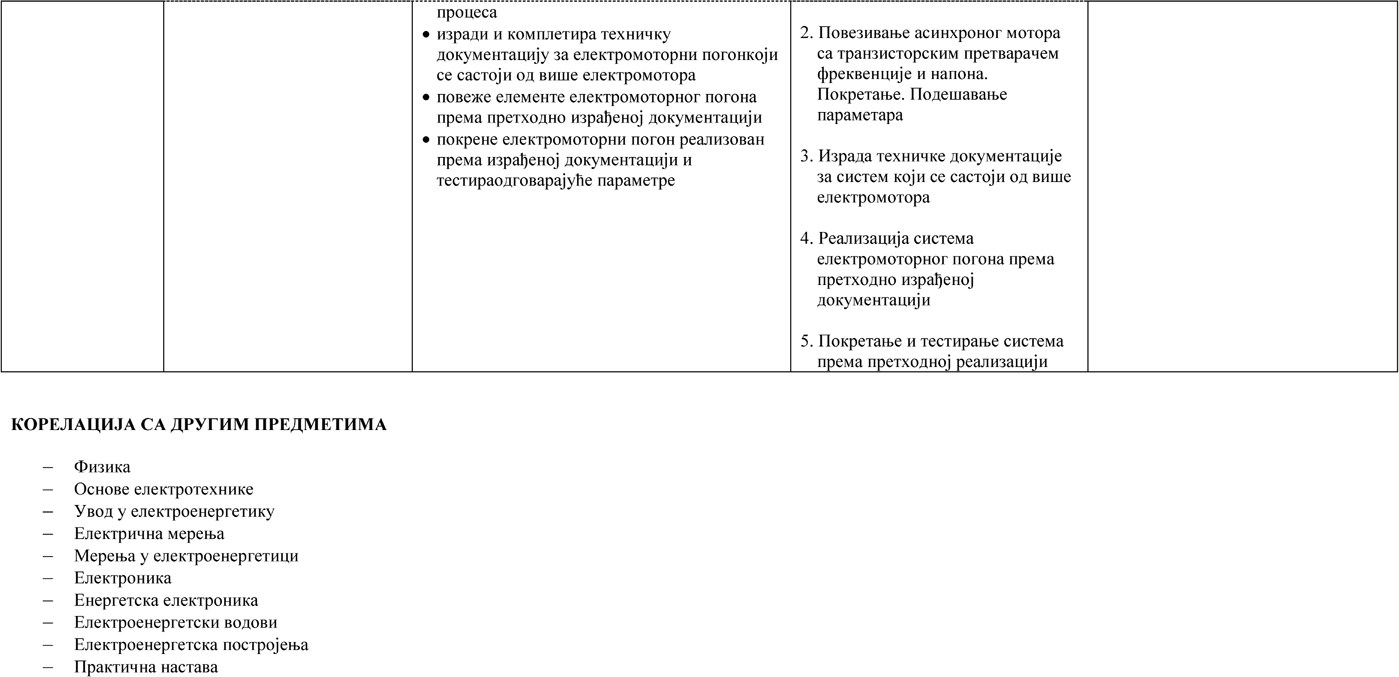 процеса
• изради и комплетира техничку
документацију за електромоторни погонкоји
се састоји од више електромотора
• повеже елементе електромоторног погона
према претходно израђеној документацији
• покрене електромоторни погон реализован
према израђеној документацији и
тестираодговарајуће параметре
2. Повезивање асинхроног мотора
са транзисторским претварачем
фреквенције и напона.
Покретање. Подешавање
параметара
3. Израда техничке документације
за систем који се састоји од више
електромотора
4. Реализација система
електромоторног погона према
претходно израђеној
документацији
5. Покретање и тестирање система
према претходној реализацији
КОРЕЛАЦИЈА СА ДРУГИМ ПРЕДМЕТИМА
– Физика
– Основе електротехнике
– Увод у електроенергетику
– Електрична мерења
– Мерења у електроенергетици
– Електроника
– Енергетска електроника
– Електроенергетски водови
– Електроенергетска постројења
– Практична настава